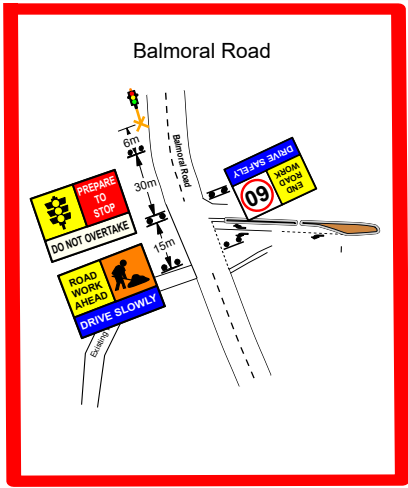 Balmoral Road
6m
Balmoral Road
30m
15m
PREPARE
TO
STOP
DO NOT OVERTAKE
ROAD
WORK
AHEAD
DRIVE SLOWLY
DRIVE SAFELY
60
END
ROAD
WORK
Existing